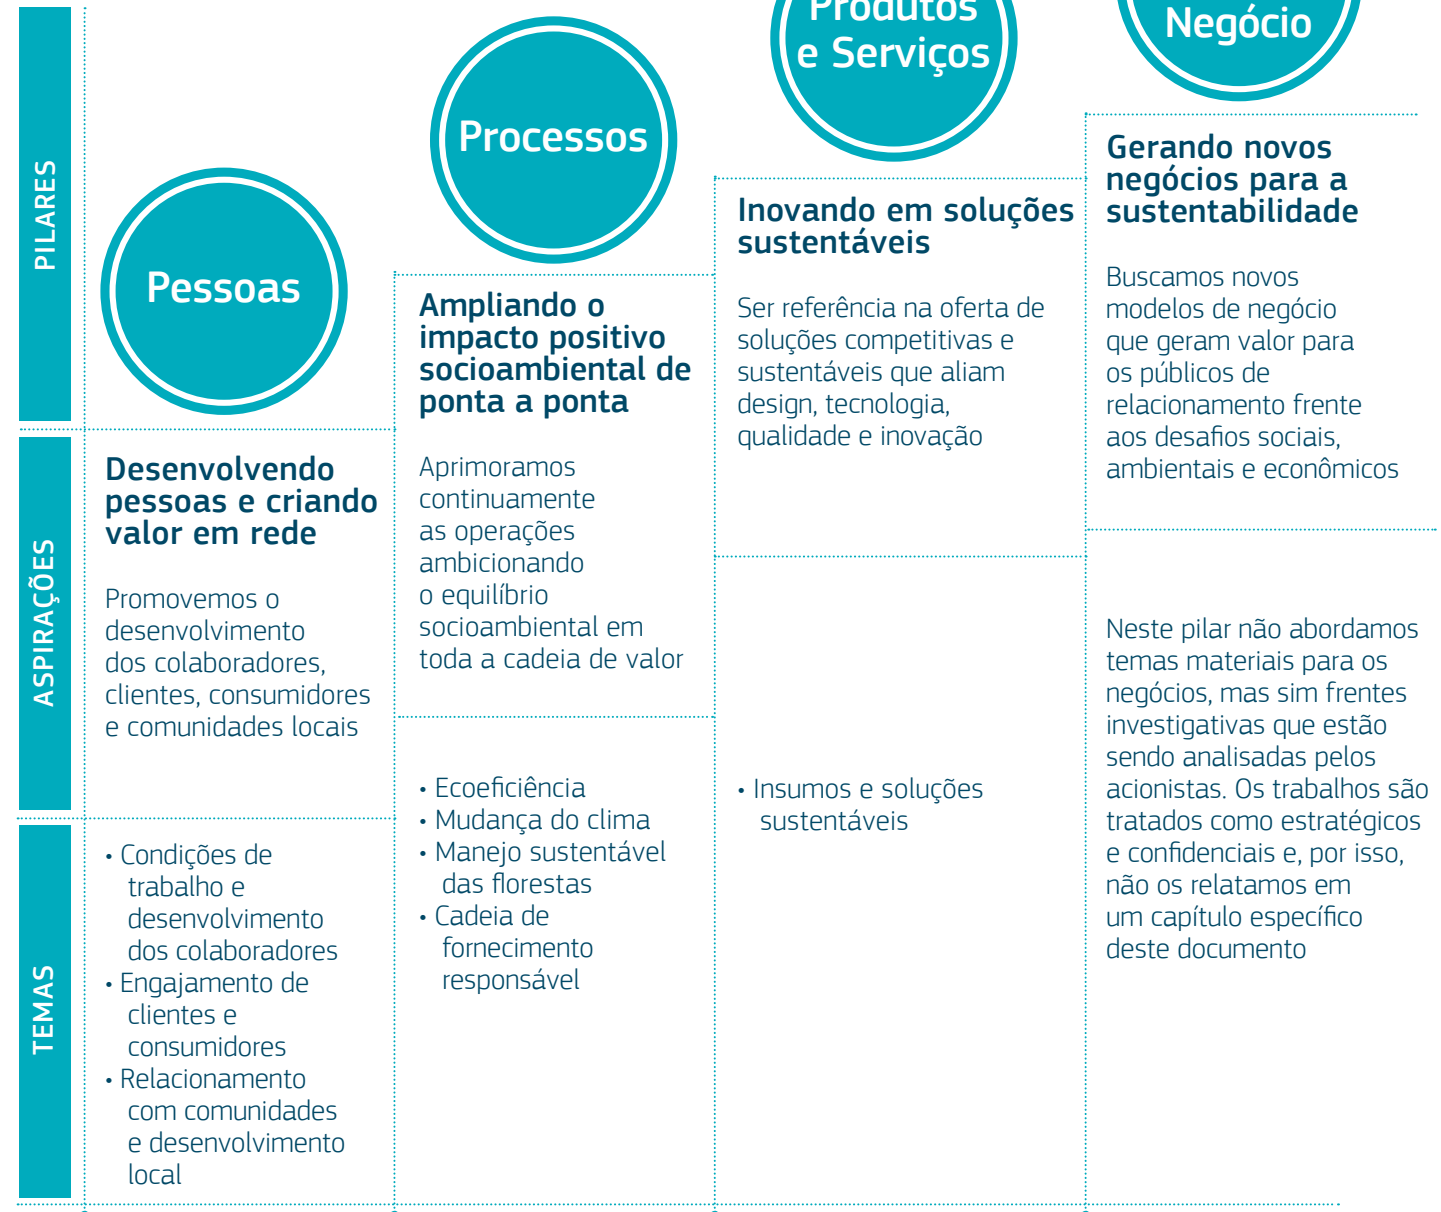 PILARES
ASPIRAÇÕES
TEMAS
Pessoas
Desenvolvendo
pessoas e criando
valor em rede
Promovemos o
desenvolvimento
dos colaboradores,
clientes, consumidores
e comunidades locais
• Condições de
trabalho e
desenvolvimento
dos colaboradores
• Engajamento de
clientes e
consumidores
• Relacionamento
com comunidades
e desenvolvimento
local
Processos
Ampliando o
impacto positivo
socioambiental de
ponta a ponta
Aprimoramos
continuamente
as operações
ambicionando
o equilíbrio
socioambiental em
toda a cadeia de valor
• Ecoeficiência
• Mudança do clima
• Manejo sustentável
das florestas
• Cadeia de
fornecimento
responsável
Produtos
e Serviços
Inovando em soluções
sustentáveis
Ser referência na oferta de
soluções competitivas e
sustentáveis que aliam
design, tecnologia,
qualidade e inovação
• Insumos e soluções
sustentáveis
Negócio
Gerando novos
negócios para a
sustentabilidade
Buscamos novos
modelos de negócio
que geram valor para
os públicos de
relacionamento frente
aos desafios sociais,
ambientais e econômicos
Neste pilar não abordamos
temas materiais para os
negócios, mas sim frentes
investigativas que estão
sendo analisadas pelos
acionistas. Os trabalhos são
tratados como estratégicos
e confidenciais e, por isso,
não os relatamos em
um capítulo específico
deste documento